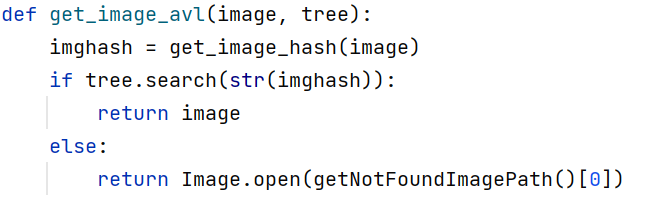 def get_image_avl(image, tree):
    imghash = get_image_hash(image)
    if tree.search(str(imghash)):
        return image
    else:
        return Image.open(getNotFoundImagePath()[0])